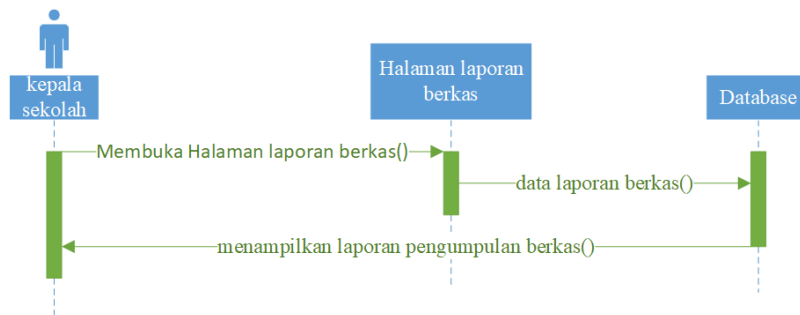 kepala
sekolah
Halaman laporan
berkas
Database
Membuka Halaman laporan berkas()
data laporan berkas()
menampilkan laporan pengumpulan berkas()